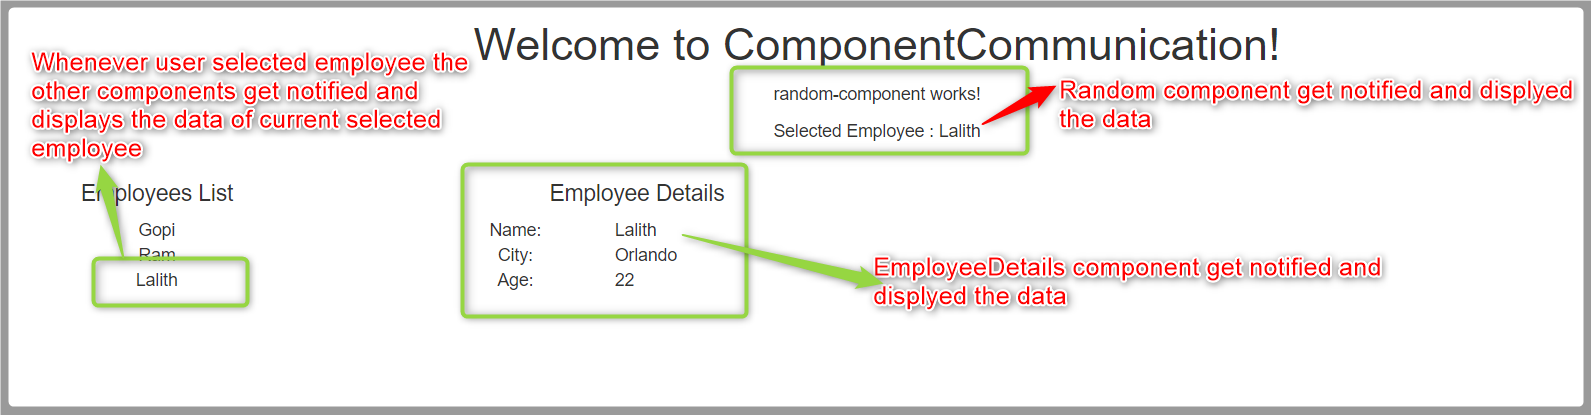 Welcome to ComponentCommunication!
Whenever user selected employee the
other components get notified and
displays the data of current selected
employee
random-component works!
Selected Employee : Lalith
Random component get notified and displyed
the data
Employees List
Gopi
Ram
Lalith
Employee Details
Name: Lalith
City: Orlando
Age: 22
EmployeeDetails component get notified and
displyed the data